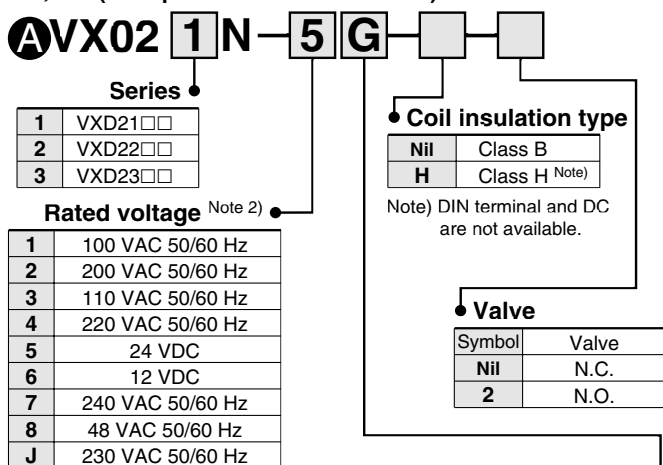 A VX02 1 N — 5 G — □ — □
Series
1 VXD21□□
2 VXD22□□
3 VXD23□□
Rated voltage Note 2)
1 100 VAC 50/60 Hz
2 200 VAC 50/60 Hz
3 110 VAC 50/60 Hz
4 220 VAC 50/60 Hz
5 24 VDC
6 12 VDC
7 240 VAC 50/60 Hz
8 48 VAC 50/60 Hz
J 230 VAC 50/60 Hz
Coil insulation type
Nil Class B
H Class H Note)
Note) DIN terminal and DC
are not available.
Valve
Symbol Valve
Nil N.C.
2 N.O.